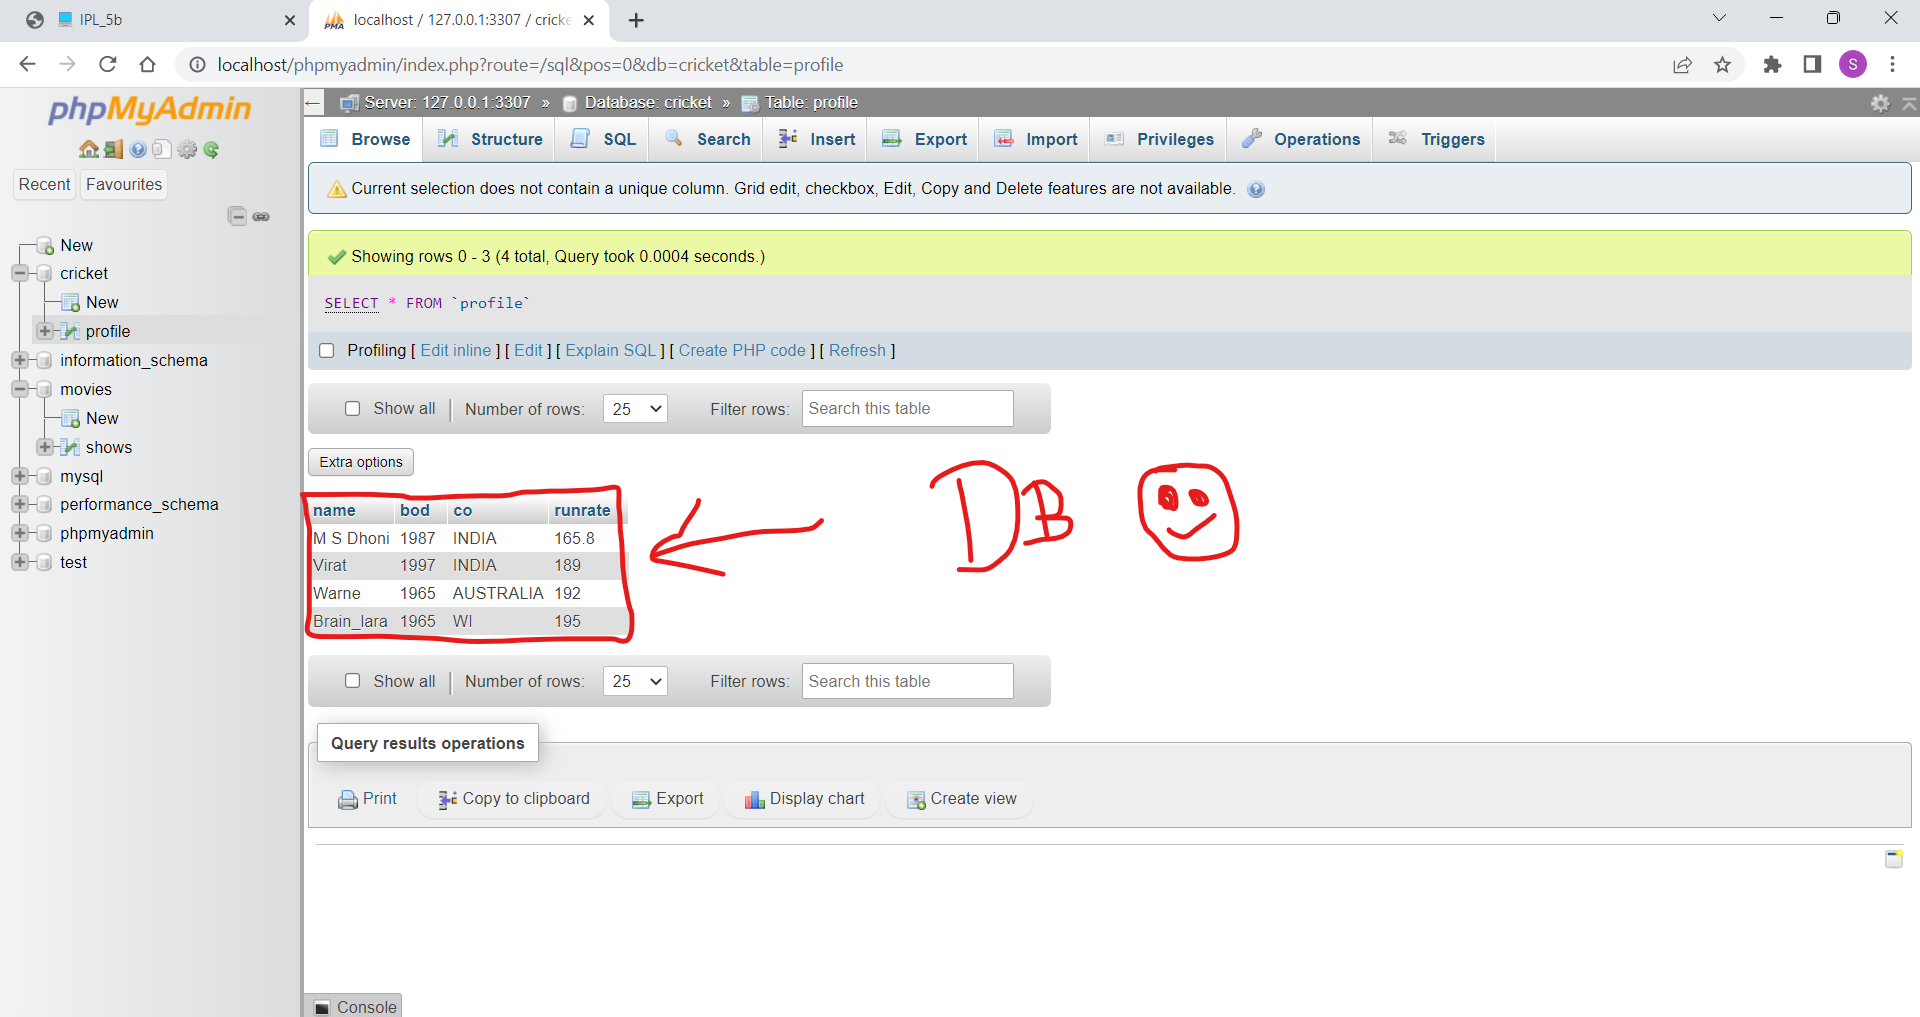 IPL_5b
localhost / 127.0.0.1:3307 / cricke
localhost/phpmyadmin/index.php?route=/sql&pos=0&db=cricket&table=profile
S
phpMyAdmin
Recent Favourites
New
cricket
New
profile
information_schema
movies
New
shows
mysql
performance_schema
phpmyadmin
test
Server: 127.0.0.1:3307 » Database: cricket » Table: profile
Browse Structure SQL Search Insert Export Import Privileges Operations Triggers
Current selection does not contain a unique column. Grid edit, checkbox, Edit, Copy and Delete features are not available.
Showing rows 0 - 3 (4 total, Query took 0.0004 seconds.)
SELECT * FROM `profile`
Profiling [ Edit inline ] [ Edit ] [ Explain SQL ] [ Create PHP code ] [ Refresh ]
Show all Number of rows: 25 Filter rows: Search this table
Extra options
DB
name bod co runrate
M S Dhoni 1987 INDIA 165.8
Virat 1997 INDIA 189
Warne 1965 AUSTRALIA 192
Brain_lara 1965 WI 195
Show all Number of rows: 25 Filter rows: Search this table
Query results operations
Print Copy to clipboard Export Display chart Create view
Console